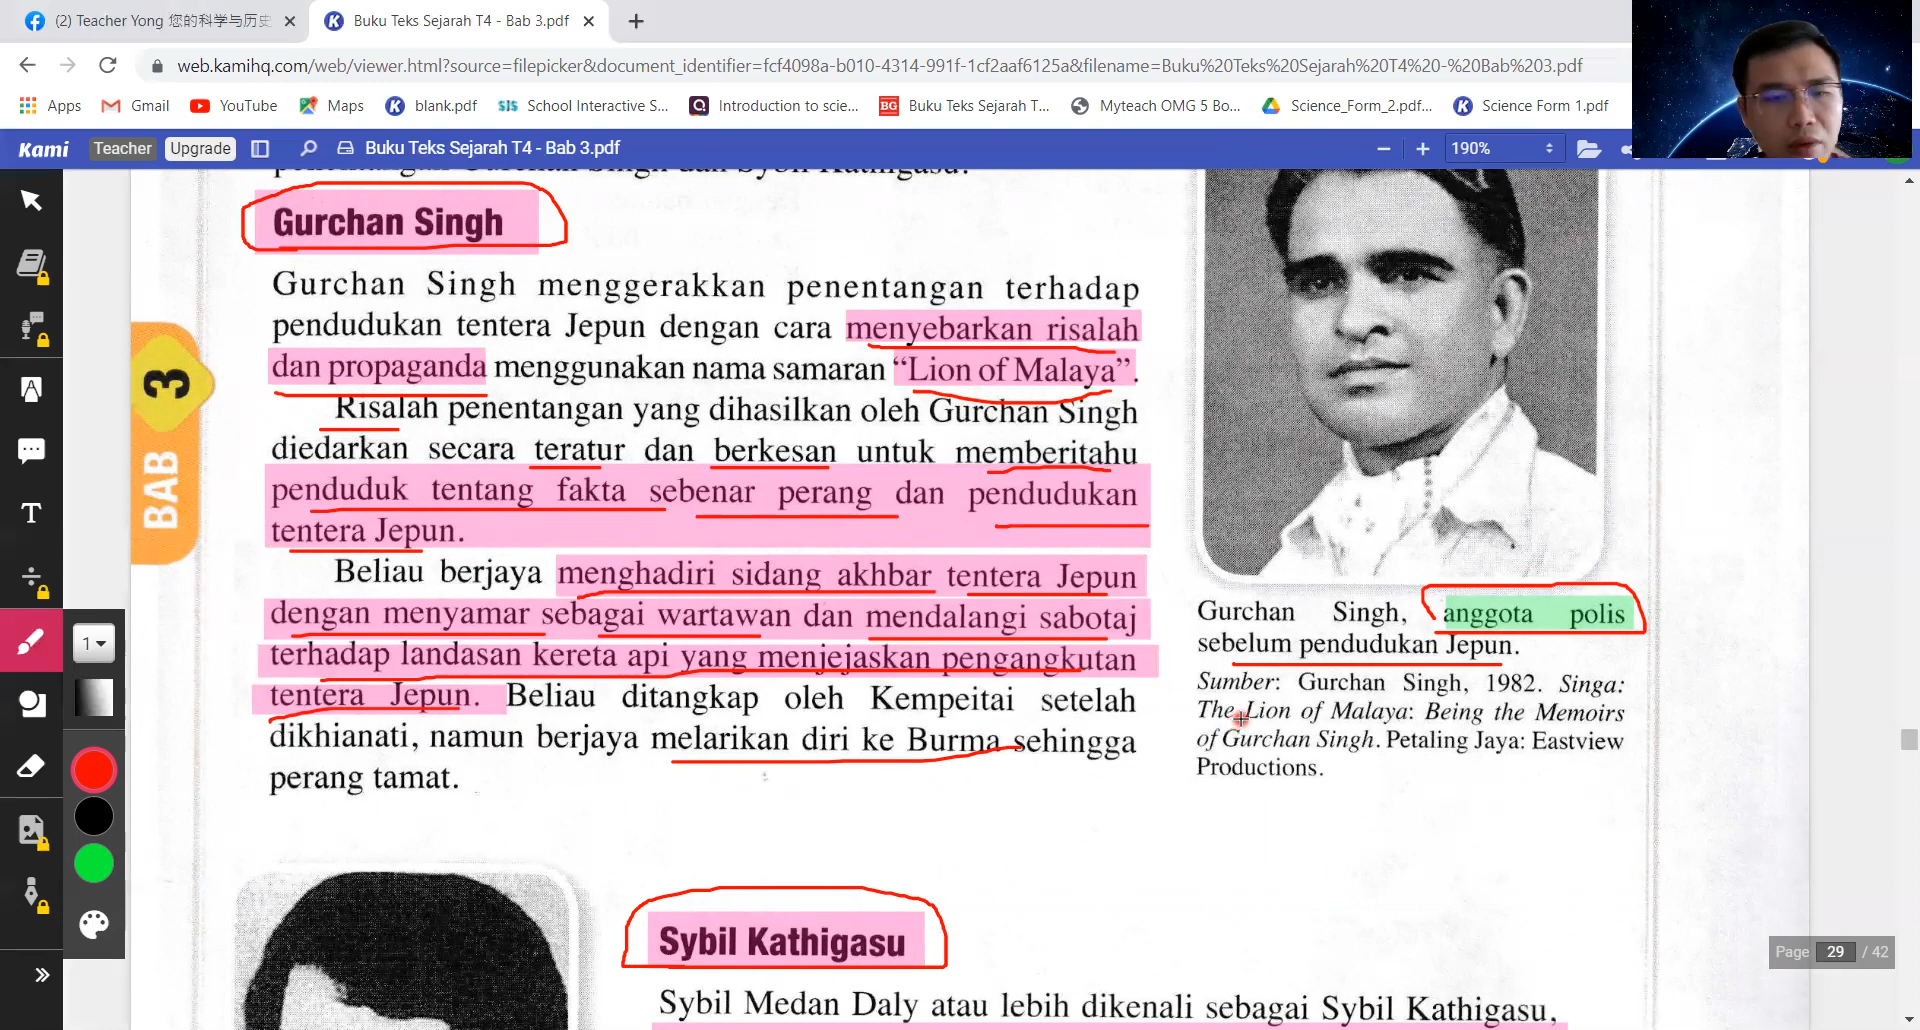 (2) Teacher Yong 您的科学与历史
Buku Teks Sejarah T4 - Bab 3.pdf
web.kamihq.com/web/viewer.html?source=filepicker&document_identifier=fcf4098a-b010-4314-991f-1cf2aaf6125a&filename=Buku%20Teks%20Sejarah%20T4%20-%20Bab%203.pdf
Apps Gmail YouTube Maps blank.pdf School Interactive S... Introduction to scie... Buku Teks Sejarah T... Myteach OMG 5 Bo... Science_Form_2.pdf... Science Form 1.pdf
Kami Teacher Upgrade Buku Teks Sejarah T4 - Bab 3.pdf 190%
Gurchan Singh
Gurchan Singh menggerakkan penentangan terhadap
pendudukan tentera Jepun dengan cara menyebarkan risalah
dan propaganda menggunakan nama samaran “Lion of Malaya”.
Risalah penentangan yang dihasilkan oleh Gurchan Singh
diedarkan secara teratur dan berkesan untuk memberitahu
penduduk tentang fakta sebenar perang dan pendudukan
tentera Jepun.
Beliau berjaya menghadiri sidang akhbar tentera Jepun
dengan menyamar sebagai wartawan dan mendalangi sabotaj
terhadap landasan kereta api yang menjejaskan pengangkutan
tentera Jepun. Beliau ditangkap oleh Kempeitai setelah
dikhianati, namun berjaya melarikan diri ke Burma sehingga
perang tamat.
BAB 3
Gurchan Singh, anggota polis
sebelum pendudukan Jepun.
Sumber: Gurchan Singh, 1982. Singa:
The Lion of Malaya: Being the Memoirs
of Gurchan Singh. Petaling Jaya: Eastview
Productions.
Sybil Kathigasu
Sybil Medan Daly atau lebih dikenali sebagai Sybil Kathigasu,
1
Page 29 / 42